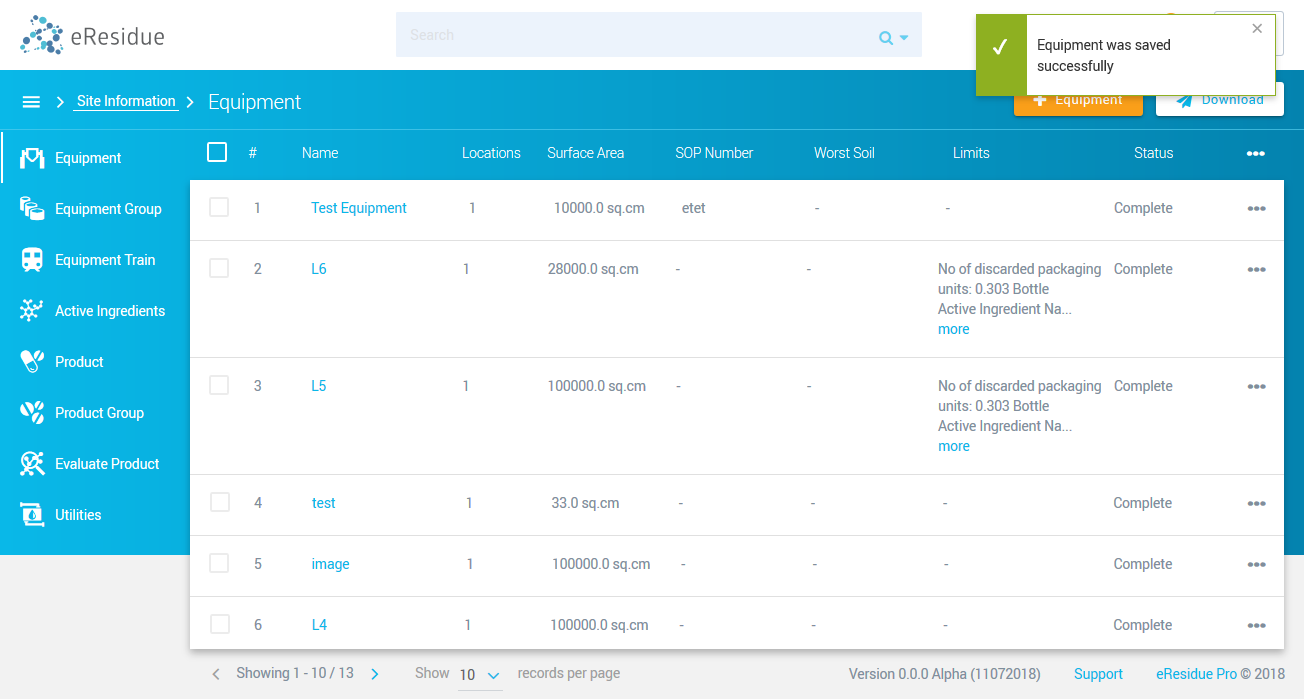 eResidue
Search
Equipment was saved
successfully
Site Information
Equipment
Equipment
Download
Equipment
Equipment Group
Equipment Train
Active Ingredients
Product
Product Group
Evaluate Product
Utilities
# Name Locations Surface Area SOP Number Worst Soil Limits Status
1 Test Equipment 1 10000.0 sq.cm etet - - Complete
2 L6 1 28000.0 sq.cm - - No of discarded packaging Complete
units: 0.303 Bottle
Active Ingredient Na...
more
3 L5 1 100000.0 sq.cm - - No of discarded packaging Complete
units: 0.303 Bottle
Active Ingredient Na...
more
4 test 1 33.0 sq.cm - - - Complete
5 image 1 100000.0 sq.cm - - - Complete
6 L4 1 100000.0 sq.cm - - - Complete
Showing 1 - 10 / 13 Show 10 records per page
Version 0.0.0 Alpha (11072018) Support eResidue Pro © 2018